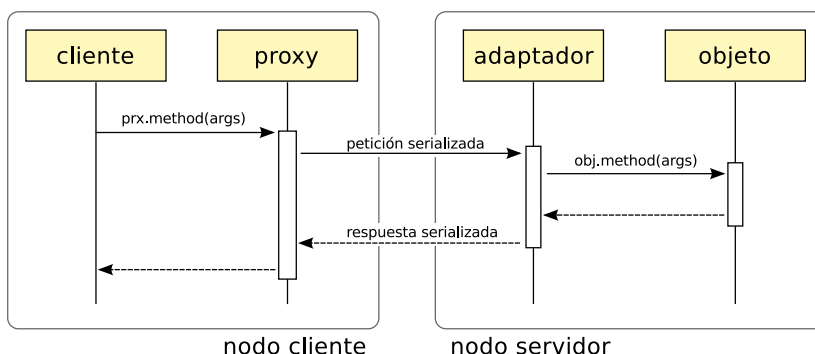 cliente
proxy
adaptador
objeto
prx.method(args)
petición serializada
obj.method(args)
respuesta serializada
nodo cliente
nodo servidor